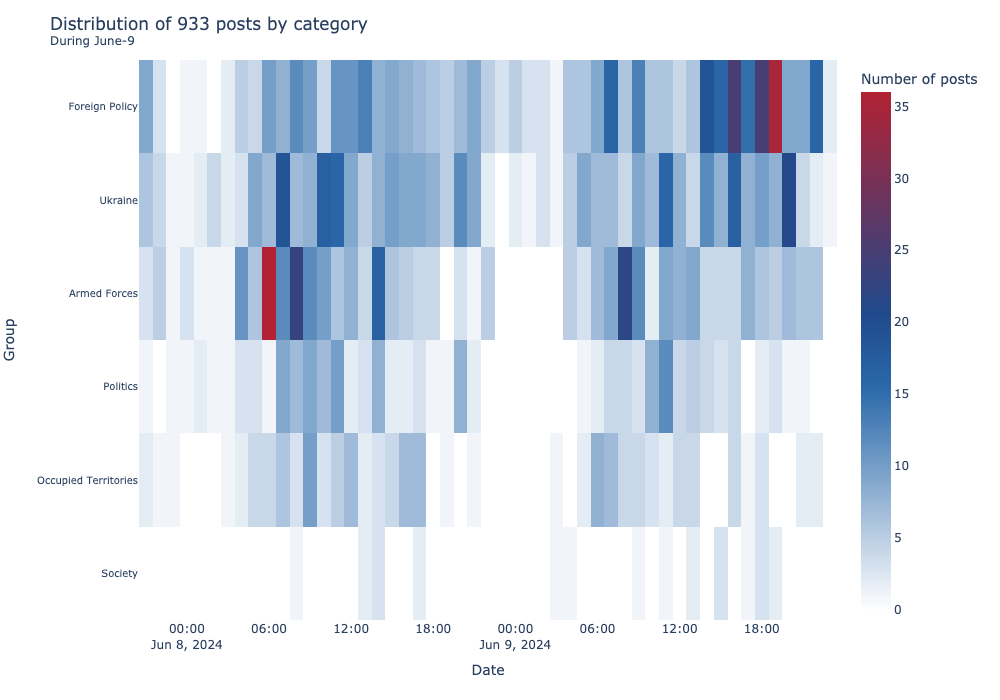 Distribution of 933 posts by category
During June-9
Number of posts
Group
Foreign Policy
Ukraine
Armed Forces
Politics
Occupied Territories
Society
35
30
25
20
15
10
5
0
00:00 06:00 12:00 18:00 00:00 06:00 12:00 18:00
Jun 8, 2024 Jun 9, 2024
Date